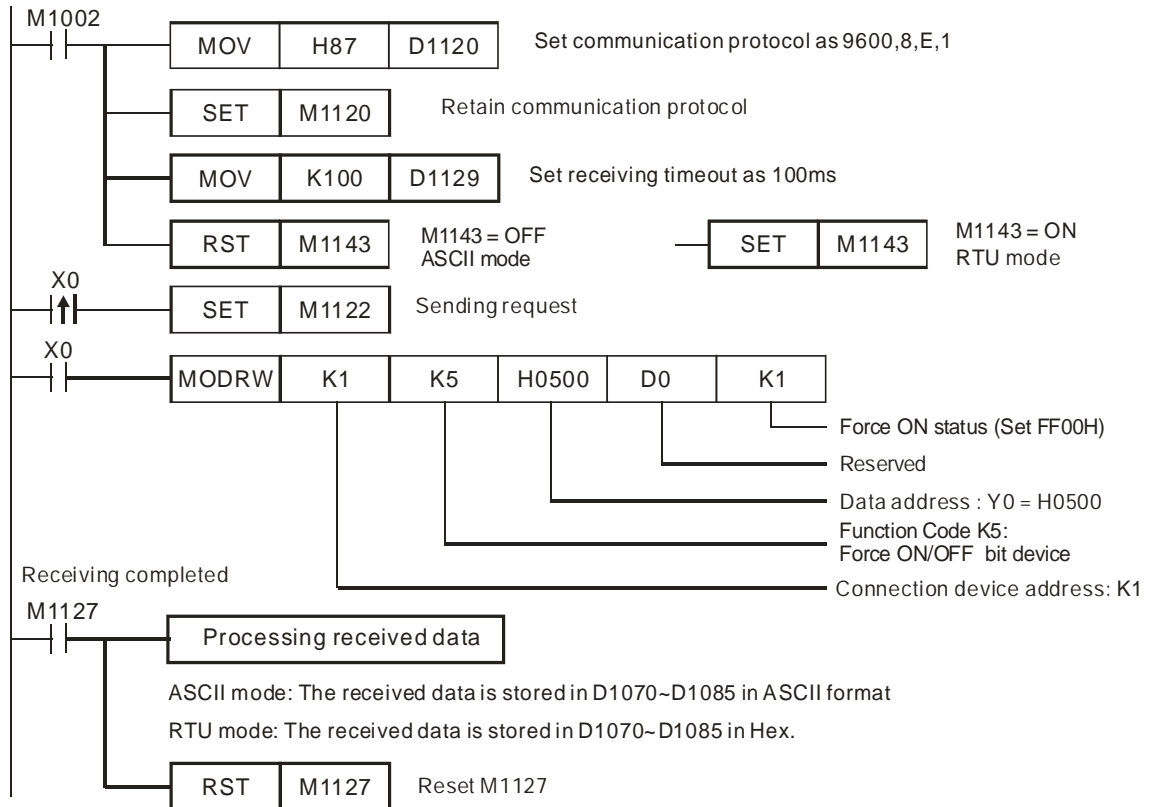 M1002
MOV H87 D1120 Set communication protocol as 9600,8,E,1
SET M1120 Retain communication protocol
MOV K100 D1129 Set receiving timeout as 100ms
RST M1143 M1143 = OFF
ASCII mode
SET M1143 M1143 = ON
RTU mode
X0
SET M1122 Sending request
X0
MODRW K1 K5 H0500 D0 K1
Force ON status (Set FF00H)
Reserved
Data address : Y0 = H0500
Function Code K5:
Force ON/OFF bit device
Connection device address: K1
Receiving completed
M1127
Processing received data
ASCII mode: The received data is stored in D1070~D1085 in ASCII format
RTU mode: The received data is stored in D1070~D1085 in Hex.
RST M1127 Reset M1127